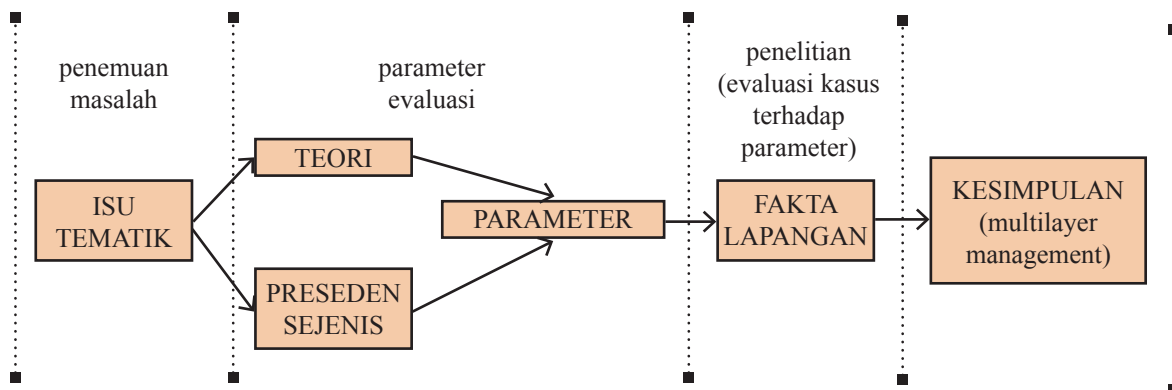 penemuan
masalah
parameter
evaluasi
penelitian
(evaluasi kasus
terhadap
parameter)
ISU
TEMATIK
TEORI
PRESEDEN
SEJENIS
PARAMETER
FAKTA
LAPANGAN
KESIMPULAN
(multilayer
management)